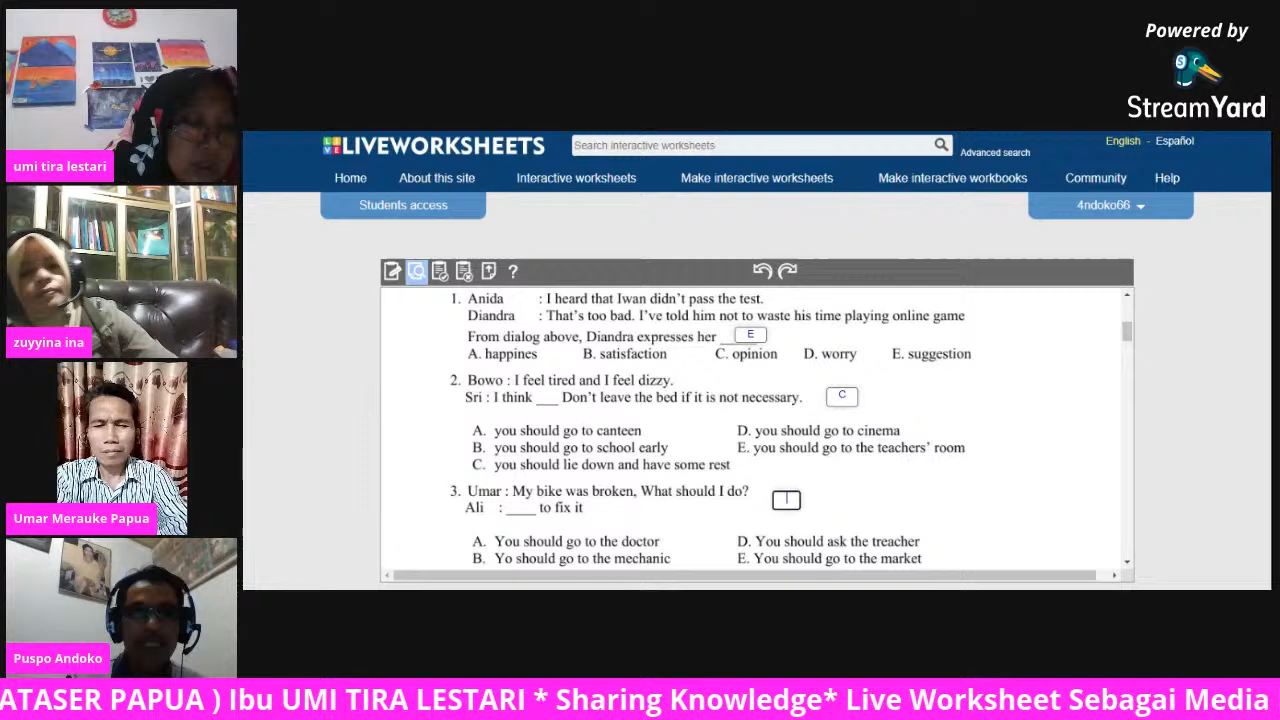 Powered by
StreamYard
umi tira lestari
zuyyina ina
Umar Merauke Papua
Puspo Andoko
LIVEWORKSHEETS
Search interactive worksheets
Advanced search
English - Español
Home About this site Interactive worksheets Make interactive worksheets Make interactive workbooks Community Help
Students access
4ndoko66
?
1. Anida : I heard that Iwan didn't pass the test.
Diandra : That's too bad. I've told him not to waste his time playing online game
From dialog above, Diandra expresses her ___ E
A. happines B. satisfaction C. opinion D. worry E. suggestion
2. Bowo : I feel tired and I feel dizzy.
Sri : I think ___ Don't leave the bed if it is not necessary. C
A. you should go to canteen D. you should go to cinema
B. you should go to school early E. you should go to the teachers' room
C. you should lie down and have some rest
3. Umar : My bike was broken, What should I do?
Ali : ____ to fix it
A. You should go to the doctor D. You should ask the treacher
B. Yo should go to the mechanic E. You should go to the market
ATASER PAPUA ) Ibu UMI TIRA LESTARI * Sharing Knowledge* Live Worksheet Sebagai Media